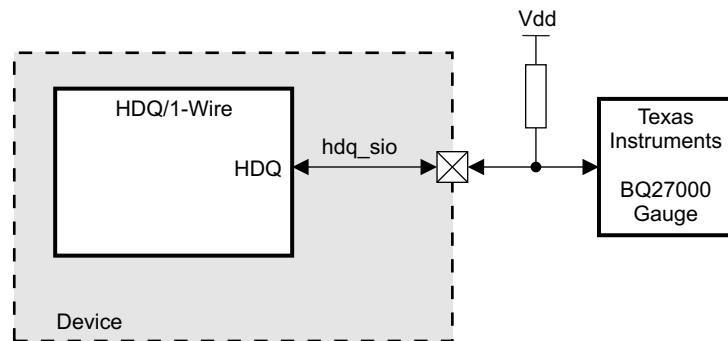 Vdd
HDQ/1-Wire
hdq_sio
HDQ
Texas
Instruments
BQ27000
Gauge
Device